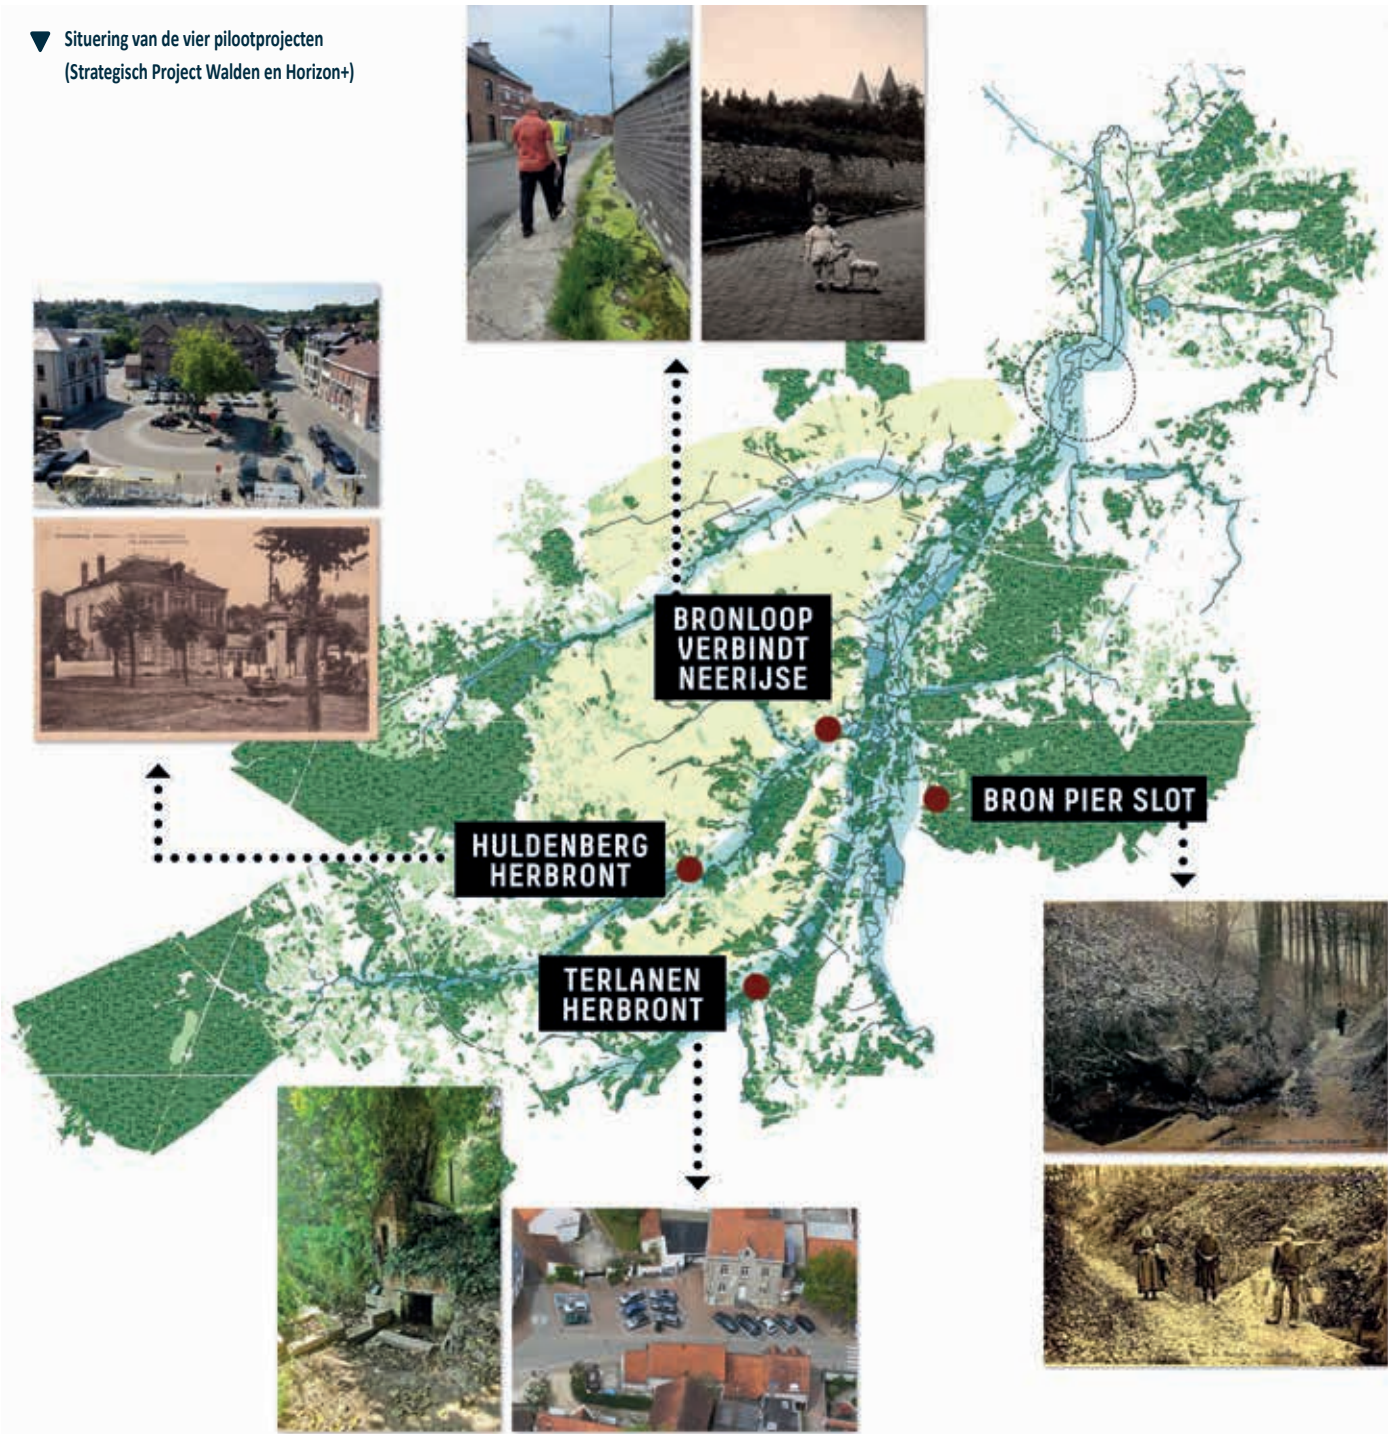 Situering van de vier pilootprojecten
(Strategisch Project Walden en Horizon+)
BRONLOOP
VERBINDT
NEERIJSE
BRON PIER SLOT
HULDENBERG
HERBRONT
TERLANEN
HERBRONT